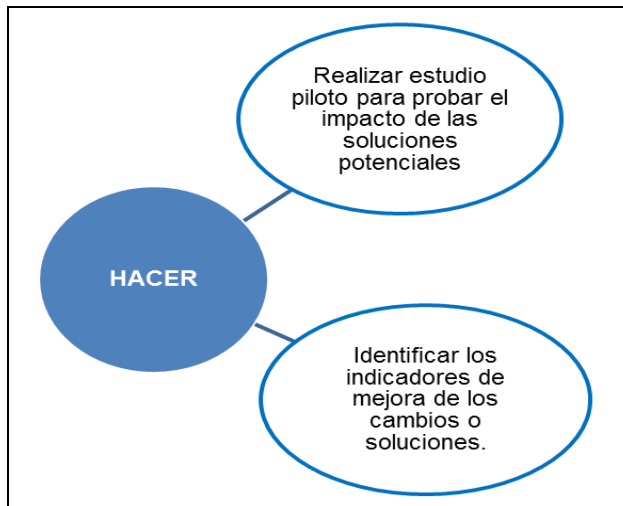 Realizar estudio
piloto para probar el
impacto de las
soluciones
potenciales
HACER
Identificar los
indicadores de
mejora de los
cambios o
soluciones.